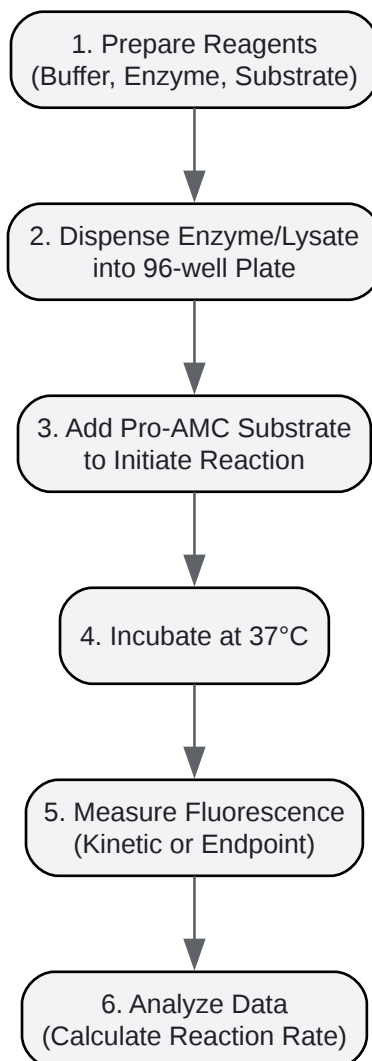 1. Prepare Reagents
(Buffer, Enzyme, Substrate)
2. Dispense Enzyme/Lysate
into 96-well Plate
3. Add Pro-AMC Substrate
to Initiate Reaction
4. Incubate at 37°C
5. Measure Fluorescence
(Kinetic or Endpoint)
6. Analyze Data
(Calculate Reaction Rate)